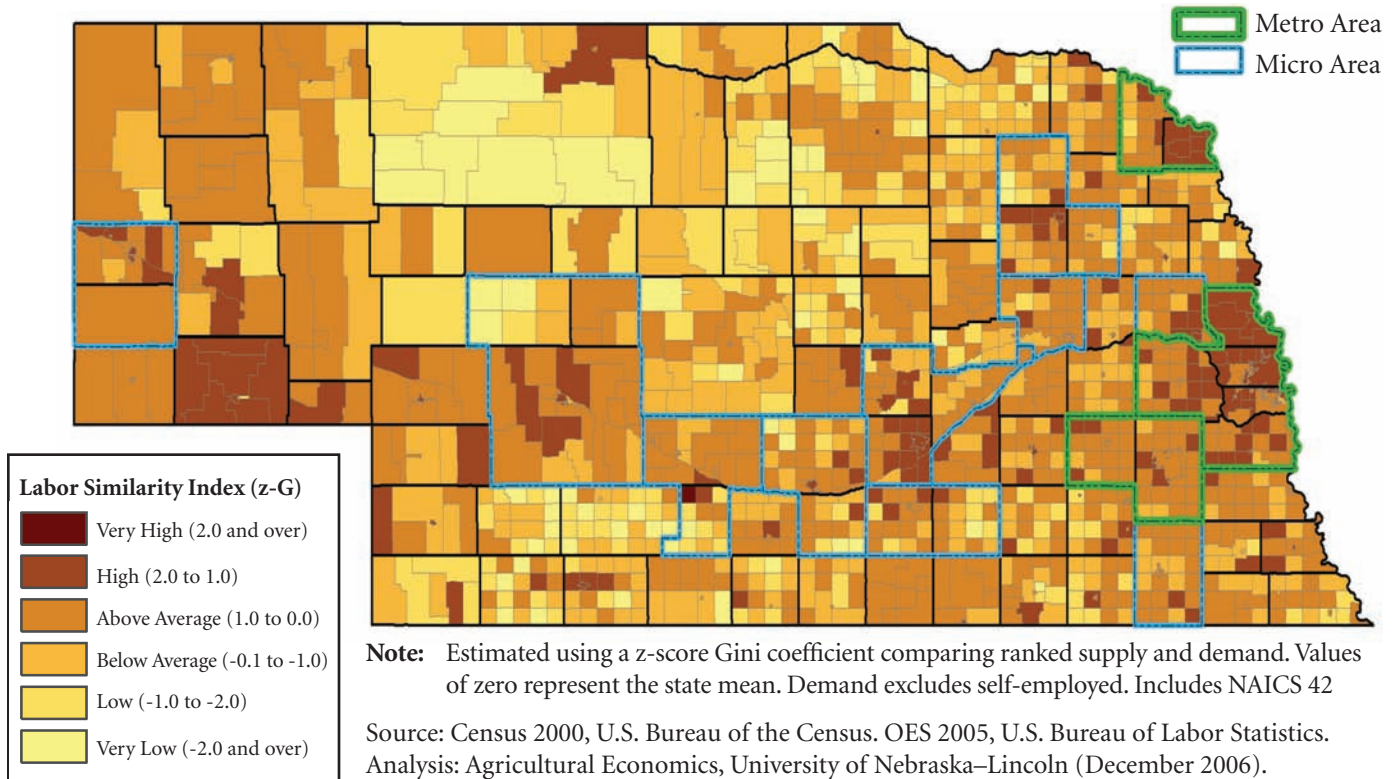 Metro Area
Micro Area
Labor Similarity Index (z-G)
Very High (2.0 and over)
High (2.0 to 1.0)
Above Average (1.0 to 0.0)
Below Average (-0.1 to -1.0)
Low (-1.0 to -2.0)
Very Low (-2.0 and over)
Note: Estimated using a z-score Gini coefficient comparing ranked supply and demand. Values
of zero represent the state mean. Demand excludes self-employed. Includes NAICS 42
Source: Census 2000, U.S. Bureau of the Census. OES 2005, U.S. Bureau of Labor Statistics.
Analysis: Agricultural Economics, University of Nebraska–Lincoln (December 2006).